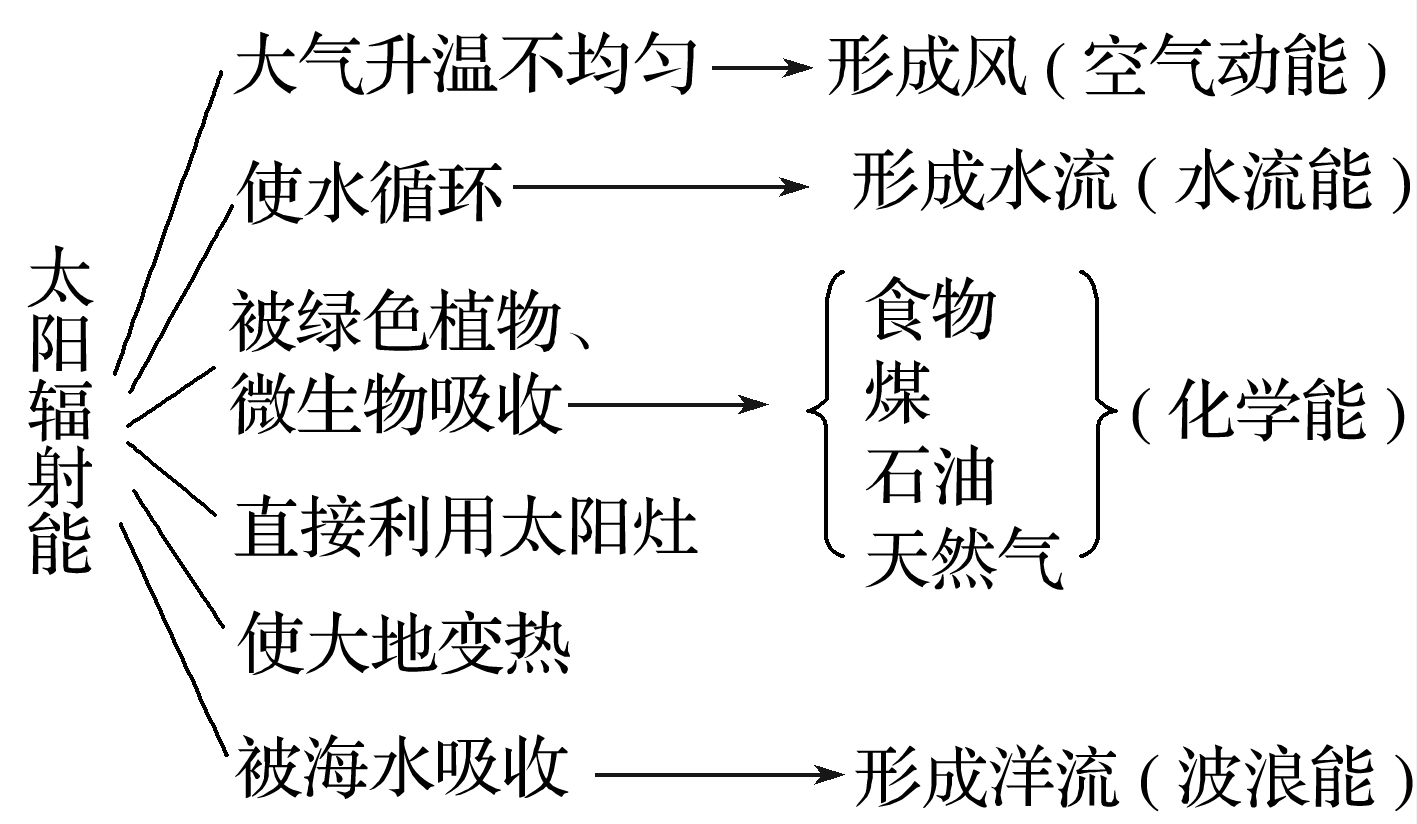 太阳辐射能
大气升温不均匀
形成风(空气动能)
使水循环
形成水流(水流能)
被绿色植物、
微生物吸收
食物
煤
石油
天然气
(化学能)
直接利用太阳灶
使大地变热
被海水吸收
形成洋流(波浪能)